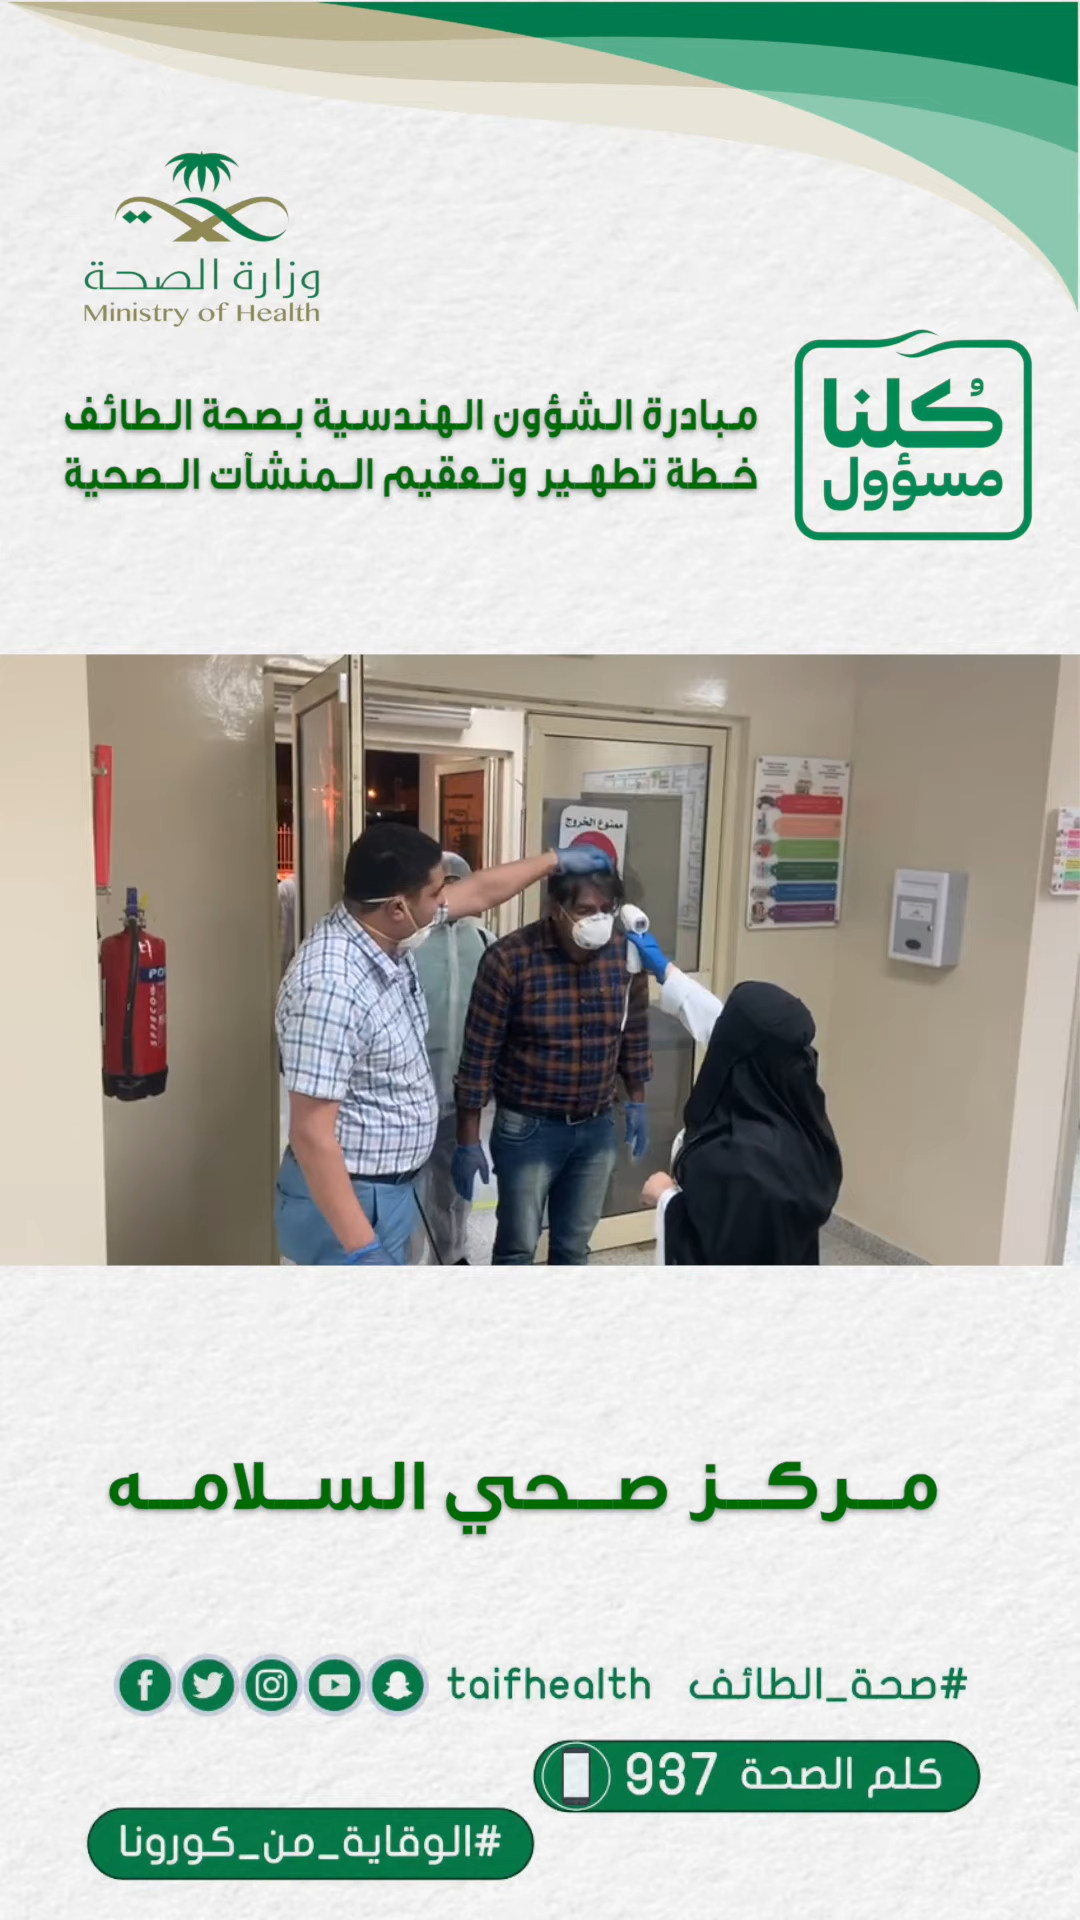 وزارة الصحة
Ministry of Health
كُلنا
مسؤول
مبادرة الشؤون الهندسية بصحة الطائف
خطة تطهير وتعقيم المنشآت الصحية
ممنوع الخروج
مركز صحي السلامه
#صحة_الطائف taifhealth
كلم الصحة 937
#الوقاية_من_كورونا